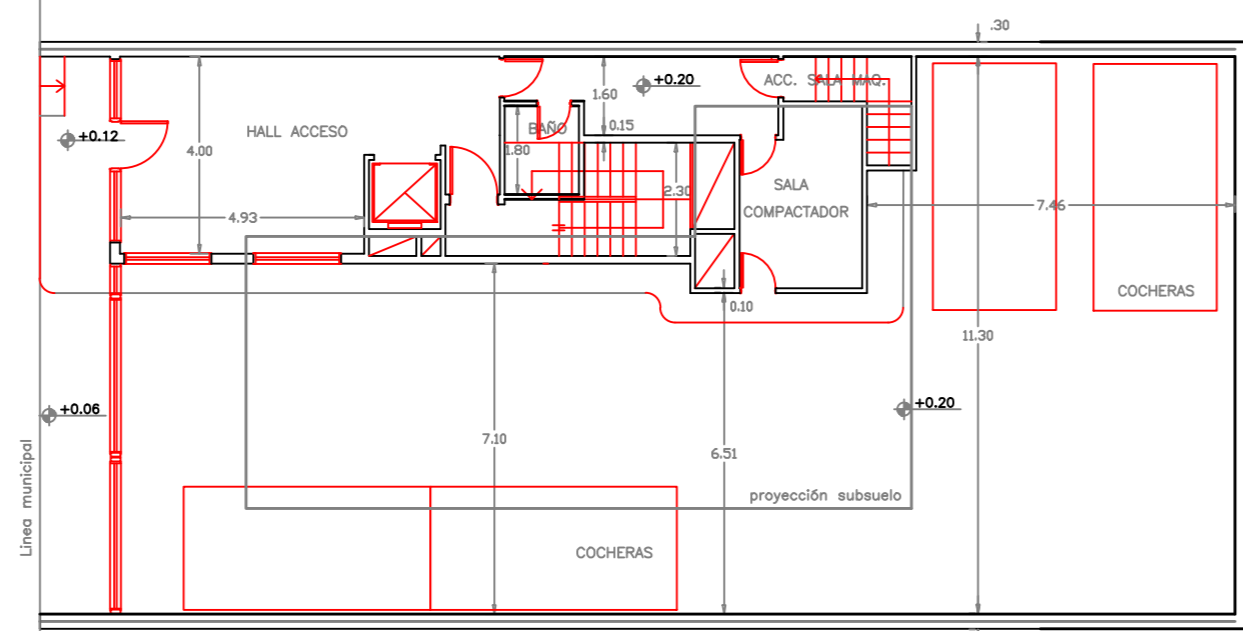 .30
+0.20
ACC. SALA MAQ.
1.60
+0.12
HALL ACCESO
BAÑO
0.15
4.00
1.80
2.30
SALA
COMPACTADOR
4.93
7.46
COCHERAS
0.10
11.30
+0.06
+0.20
7.10
6.51
Linea municipal
proyección subsuelo
COCHERAS